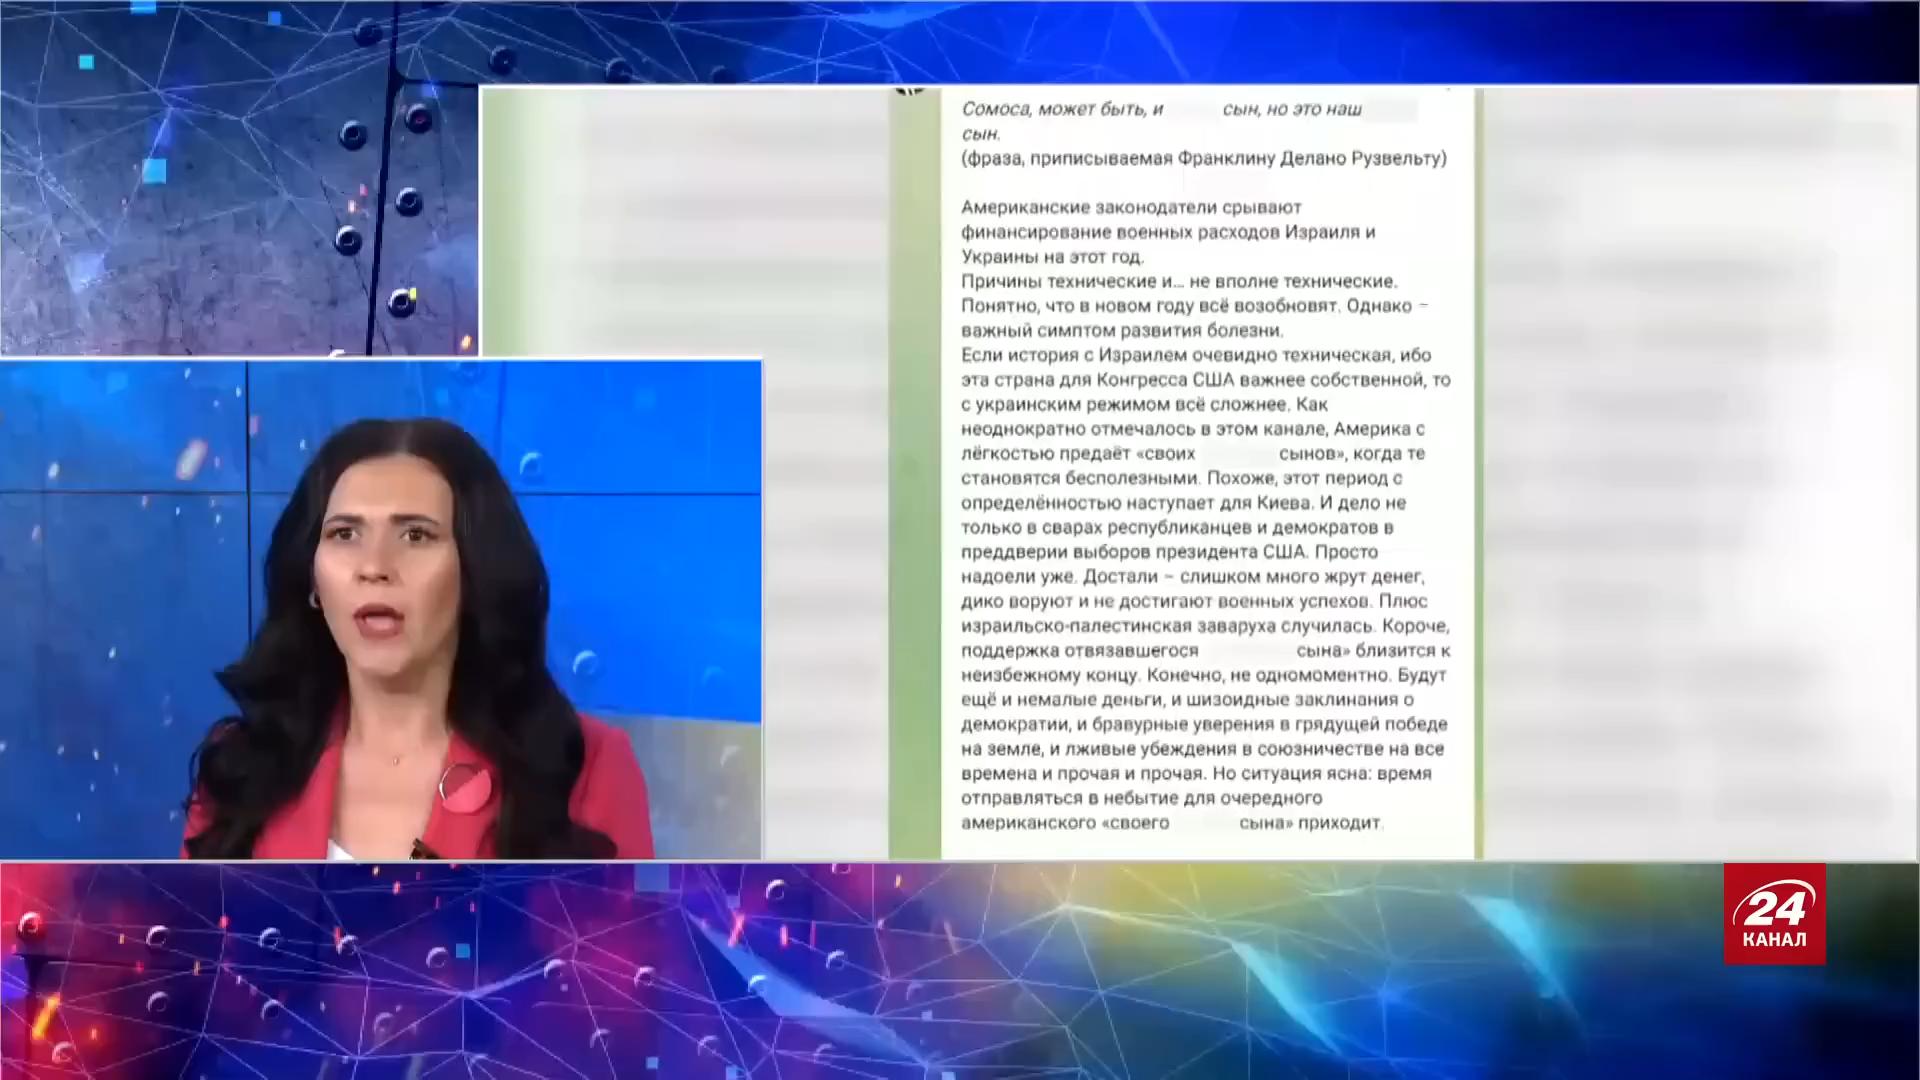 Сомоса, может быть, и сын, но это наш
сын.
(фраза, приписываемая Франклину Делано Рузвельту)
Американские законодатели срывают
финансирование военных расходов Израиля и
Украины на этот год.
Причины технические и... не вполне технические.
Понятно, что в новом году всё возобновят. Однако –
важный симптом развития болезни.
Если история с Израилем очевидно техническая, ибо
эта страна для Конгресса США важнее собственной, то
с украинским режимом всё сложнее. Как
неоднократно отмечалось в этом канале, Америка с
лёгкостью предаёт «своих сынов», когда те
становятся бесполезными. Похоже, этот период с
определённостью наступает для Киева. И дело не
только в сварах республиканцев и демократов в
преддверии выборов президента США. Просто
надоели уже. Достали – слишком много жрут денег,
дико воруют и не достигают военных успехов. Плюс
израильско-палестинская заваруха случилась. Короче,
поддержка отвязавшегося сына» близится к
неизбежному концу. Конечно, не одномоментно. Будут
ещё и немалые деньги, и шизоидные заклинания о
демократии, и бравурные уверения в грядущей победе
на земле, и лживые убеждения в союзничестве на все
времена и прочая и прочая. Но ситуация ясна: время
отправляться в небытие для очередного
американского «своего сына» приходит.
24
КАНАЛ